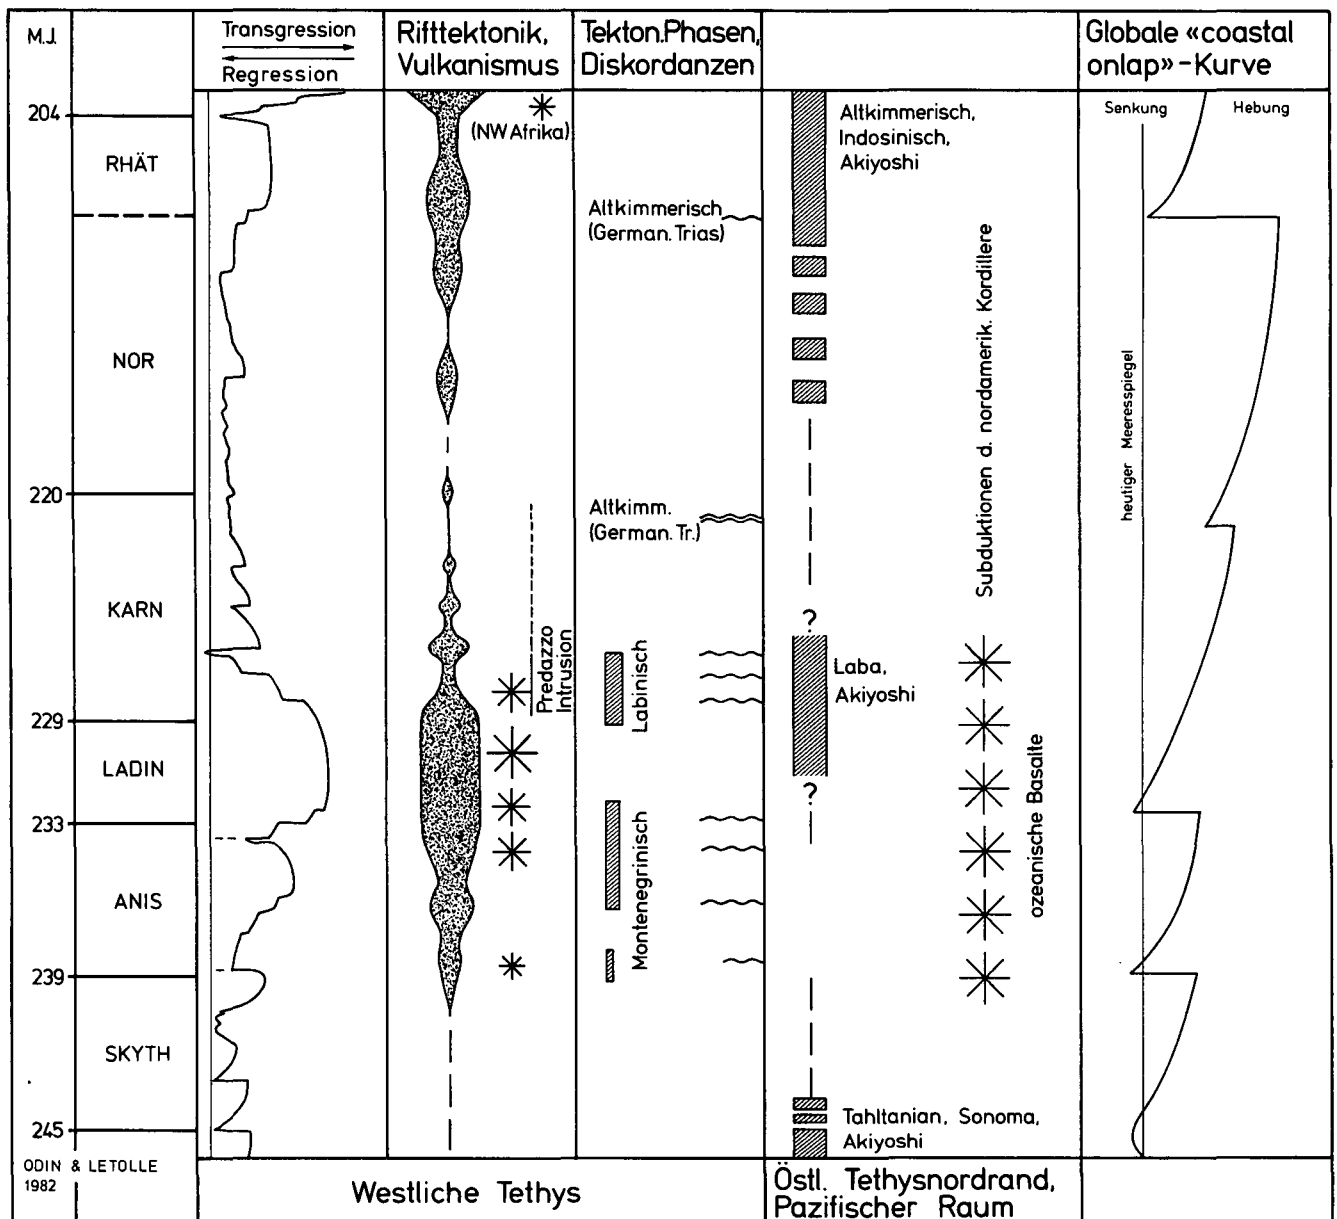 M.J.
Transgression
Regression
Rifttektonik,
Vulkanismus
Tekton.Phasen,
Diskordanzen
Globale «coastal
onlap»-Kurve
Senkung
Hebung
204
(NW Afrika)
Altkimmerisch,
Indosinisch,
Akiyoshi
RHÄT
Altkimmerisch
(German. Trias)
Subduktionen d. nordamerik. Kordillere
heutiger Meeresspiegel
NOR
220
Altkimm.
(German. Tr.)
KARN
?
Predazzo
Intrusion
Labinisch
Laba,
Akiyoshi
229
LADIN
?
ozeanische Basalte
233
Montenegrinisch
ANIS
239
SKYTH
Tahltanian, Sonoma,
Akiyoshi
245
ODIN & LETOLLE
1982
Westliche Tethys
Östl. Tethysnordrand,
Pazifischer Raum